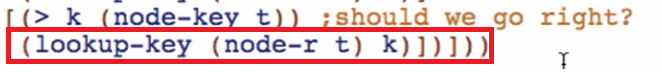 [(> k (node-key t)) ;should we go right?
(lookup-key (node-r t) k)])]))